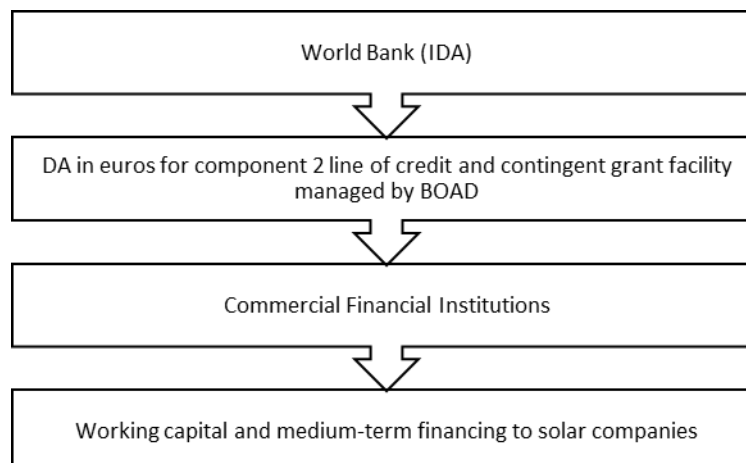 World Bank (IDA)
DA in euros for component 2 line of credit and contingent grant facility
managed by BOAD
Commercial Financial Institutions
Working capital and medium-term financing to solar companies